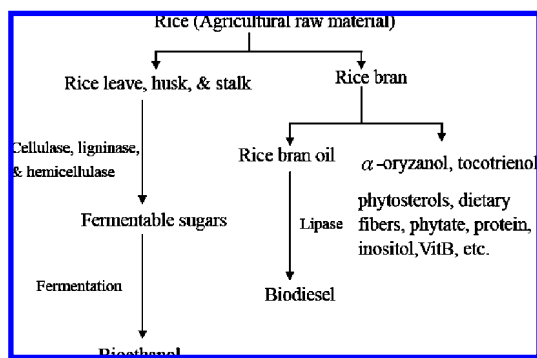 Rice (Agricultural raw material)
Rice leave, husk, & stalk
Rice bran
Cellulase, ligninase,
& hemicellulase
Rice bran oil
α-oryzanol, tocotrienol
phytosterols, dietary
fibers, phytate, protein,
inositol,VitB, etc.
Fermentable sugars
Lipase
Fermentation
Biodiesel
Bioethanol